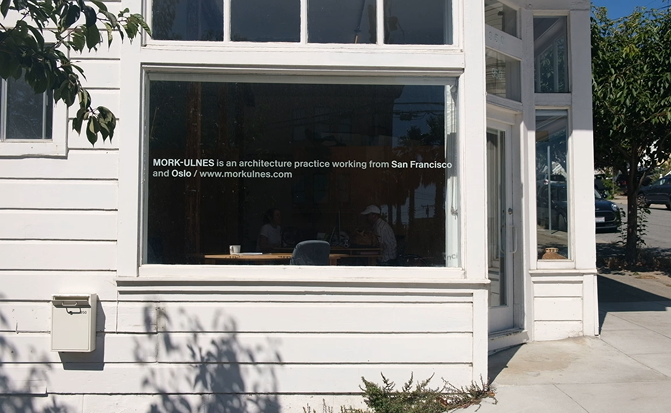 MORK-ULNES is an architecture practice working from San Francisco
and Oslo / www.morkulnes.com